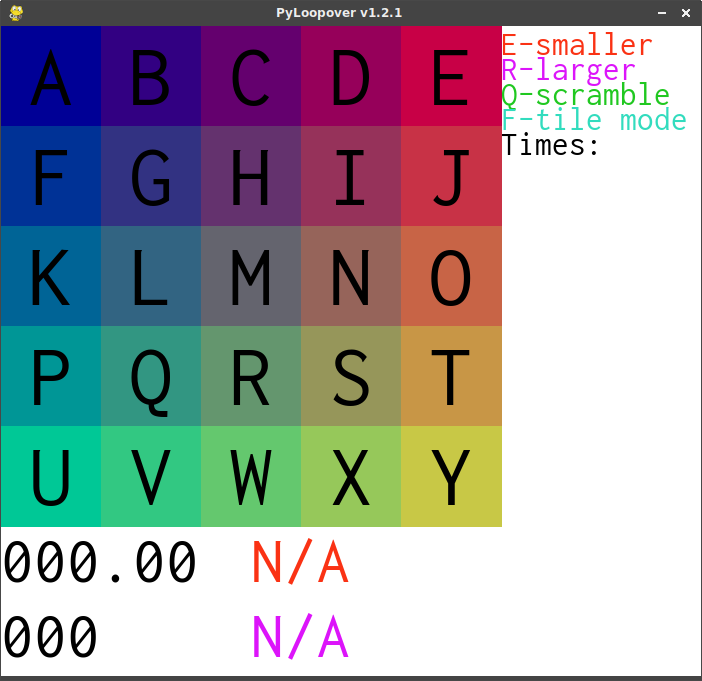 PyLoopover v1.2.1
A B C D E
F G H I J
K L M N O
P Q R S T
U V W X Y
E-smaller
R-larger
Q-scramble
F-tile mode
Times:
000.00 N/A
000 N/A